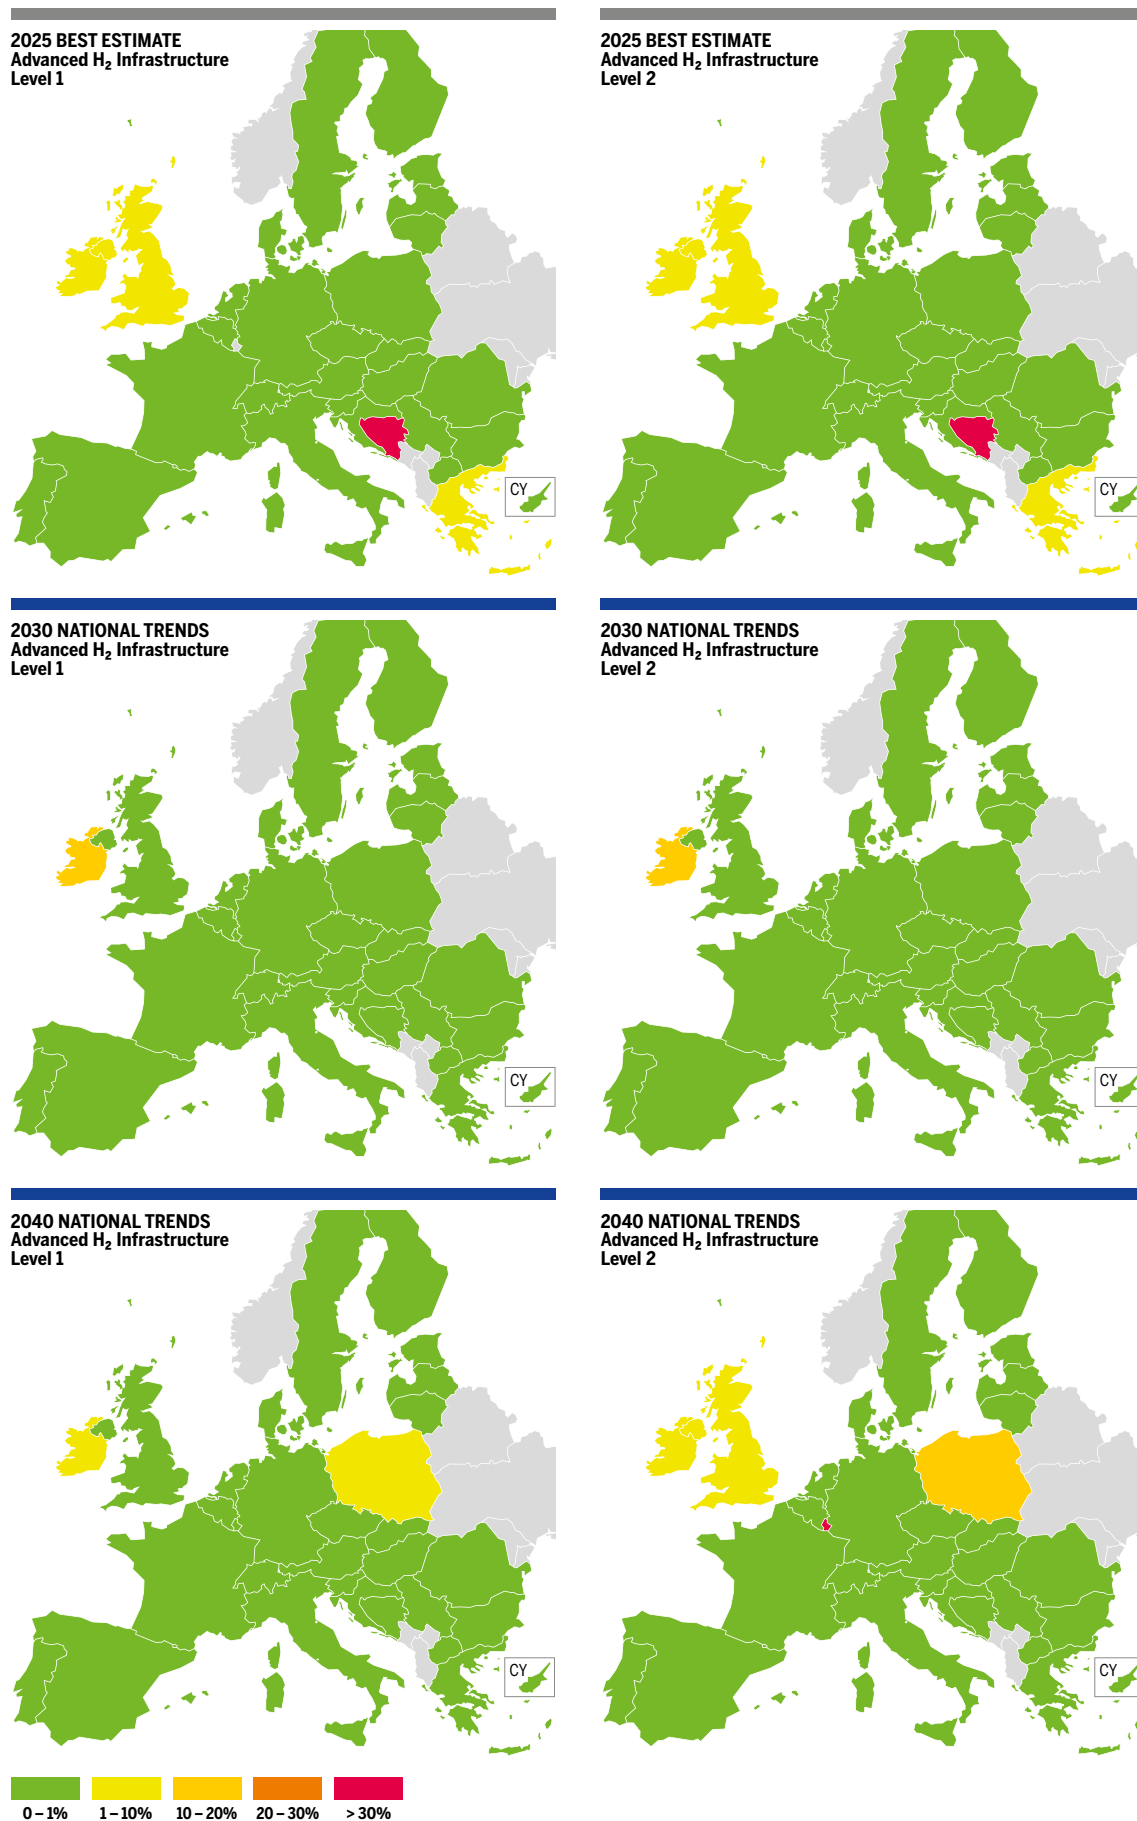 2025 BEST ESTIMATE
Advanced H₂ Infrastructure
Level 1
CY
2025 BEST ESTIMATE
Advanced H₂ Infrastructure
Level 2
CY
2030 NATIONAL TRENDS
Advanced H₂ Infrastructure
Level 1
CY
2030 NATIONAL TRENDS
Advanced H₂ Infrastructure
Level 2
CY
2040 NATIONAL TRENDS
Advanced H₂ Infrastructure
Level 1
CY
2040 NATIONAL TRENDS
Advanced H₂ Infrastructure
Level 2
CY
0 – 1% 1 – 10% 10 – 20% 20 – 30% > 30%